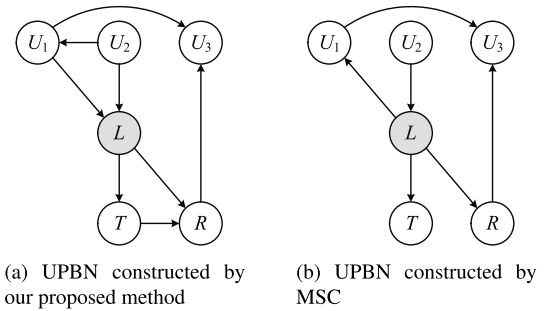 U1 U2 U3 U1 U2 U3
L L
T R T R
(a) UPBN constructed by
our proposed method
(b) UPBN constructed by
MSC